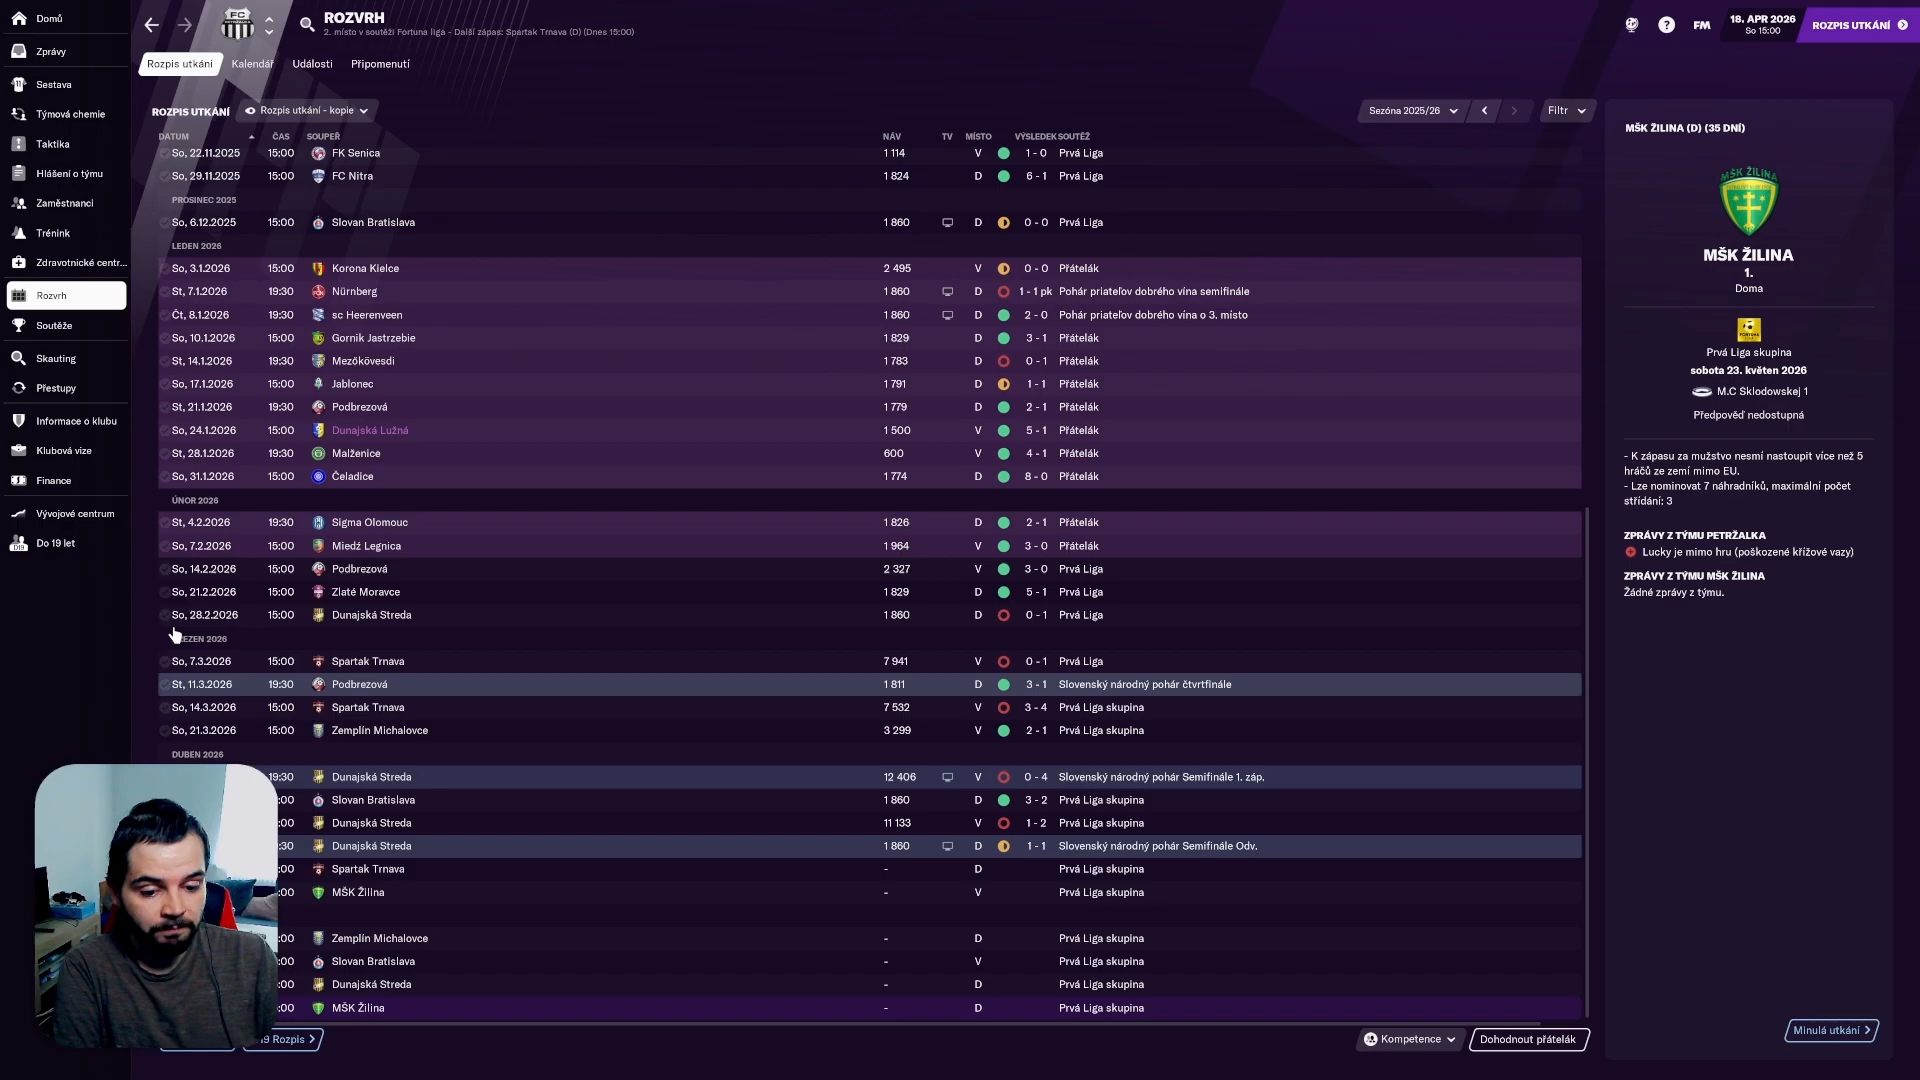 Domů
Zprávy
Sestava
Týmová chemie
Taktika
Hlášení o týmu
Zaměstnanci
Trénink
Zdravotnické centr...
Rozvrh
Soutěže
Skauting
Přestupy
Informace o klubu
Klubová vize
Finance
Vývojové centrum
Do 19 let
ROZVRH
2. místo v soutěži Fortuna liga - Další zápas: Spartak Trnava (D) (Dnes 15:00)
FM
18. APR 2026
So 15:00
ROZPIS UTKÁNÍ
Rozpis utkání Kalendář Události Připomenutí
ROZPIS UTKÁNÍ Rozpis utkání - kopie Sezóna 2025/26 Filtr
DATUM ČAS SOUPEŘ NÁV TV MÍSTO VÝSLEDEK SOUTĚŽ
So, 22.11.2025 15:00 FK Senica 1 114 V 1 - 0 Prvá Liga
So, 29.11.2025 15:00 FC Nitra 1 824 D 6 - 1 Prvá Liga
PROSINEC 2025
So, 6.12.2025 15:00 Slovan Bratislava 1 860 D 0 - 0 Prvá Liga
LEDEN 2026
So, 3.1.2026 15:00 Korona Kielce 2 495 V 0 - 0 Přátelák
St, 7.1.2026 19:30 Nürnberg 1 860 D 1 - 1 pk Pohár priateľov dobrého vína semifinále
Čt, 8.1.2026 19:30 sc Heerenveen 1 860 D 2 - 0 Pohár priateľov dobrého vína o 3. místo
So, 10.1.2026 15:00 Gornik Jastrzebie 1 829 D 3 - 1 Přátelák
St, 14.1.2026 19:30 Mezőkövesdi 1 783 D 0 - 1 Přátelák
So, 17.1.2026 15:00 Jablonec 1 791 D 1 - 1 Přátelák
St, 21.1.2026 19:30 Podbrezová 1 779 D 2 - 1 Přátelák
So, 24.1.2026 15:00 Dunajská Lužná 1 500 V 5 - 1 Přátelák
St, 28.1.2026 19:30 Malženice 600 V 4 - 1 Přátelák
So, 31.1.2026 15:00 Čeladice 1 774 D 8 - 0 Přátelák
ÚNOR 2026
St, 4.2.2026 19:30 Sigma Olomouc 1 826 D 2 - 1 Přátelák
So, 7.2.2026 15:00 Miedź Legnica 1 964 V 3 - 0 Přátelák
So, 14.2.2026 15:00 Podbrezová 2 327 V 3 - 0 Prvá Liga
So, 21.2.2026 15:00 Zlaté Moravce 1 829 D 5 - 1 Prvá Liga
So, 28.2.2026 15:00 Dunajská Streda 1 860 D 0 - 1 Prvá Liga
EZEN 2026
So, 7.3.2026 15:00 Spartak Trnava 7 941 V 0 - 1 Prvá Liga
St, 11.3.2026 19:30 Podbrezová 1 811 D 3 - 1 Slovenský národný pohár čtvrtfinále
So, 14.3.2026 15:00 Spartak Trnava 7 532 V 3 - 4 Prvá Liga skupina
So, 21.3.2026 15:00 Zemplín Michalovce 3 299 V 2 - 1 Prvá Liga skupina
DUBEN 2026
19:30 Dunajská Streda 12 406 V 0 - 4 Slovenský národný pohár Semifinále 1. záp.
:00 Slovan Bratislava 1 860 D 3 - 2 Prvá Liga skupina
:00 Dunajská Streda 11 133 V 1 - 2 Prvá Liga skupina
:30 Dunajská Streda 1 860 D 1 - 1 Slovenský národný pohár Semifinále Odv.
:00 Spartak Trnava - D Prvá Liga skupina
:00 MŠK Žilina - V Prvá Liga skupina
:00 Zemplín Michalovce - D Prvá Liga skupina
:00 Slovan Bratislava - V Prvá Liga skupina
:00 Dunajská Streda - D Prvá Liga skupina
:00 MŠK Žilina - D Prvá Liga skupina
Rozpis Kompetence Dohodnout přátelák
MŠK ŽILINA (D) (35 DNÍ)
MŠK ŽILINA
MŠK ŽILINA
1.
Doma
Prvá Liga skupina
sobota 23. květen 2026
M.C Sklodowskej 1
Předpověď nedostupná
- K zápasu za mužstvo nesmí nastoupit více než 5
hráčů ze zemí mimo EU.
- Lze nominovat 7 náhradníků, maximální počet
střídání: 3
ZPRÁVY Z TÝMU PETRŽALKA
Lucky je mimo hru (poškozené křížové vazy)
ZPRÁVY Z TÝMU MŠK ŽILINA
Žádné zprávy z týmu.
Minulá utkání